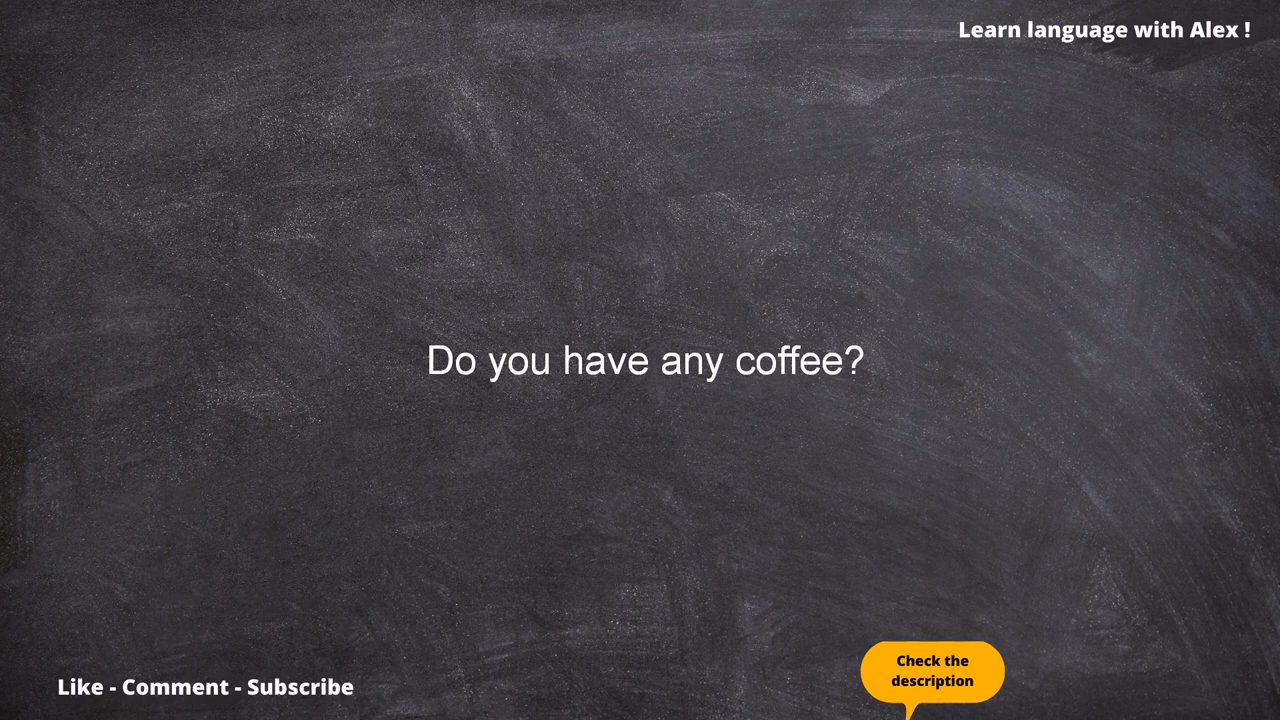 Learn language with Alex !
Do you have any coffee?
Like - Comment - Subscribe
Check the
description